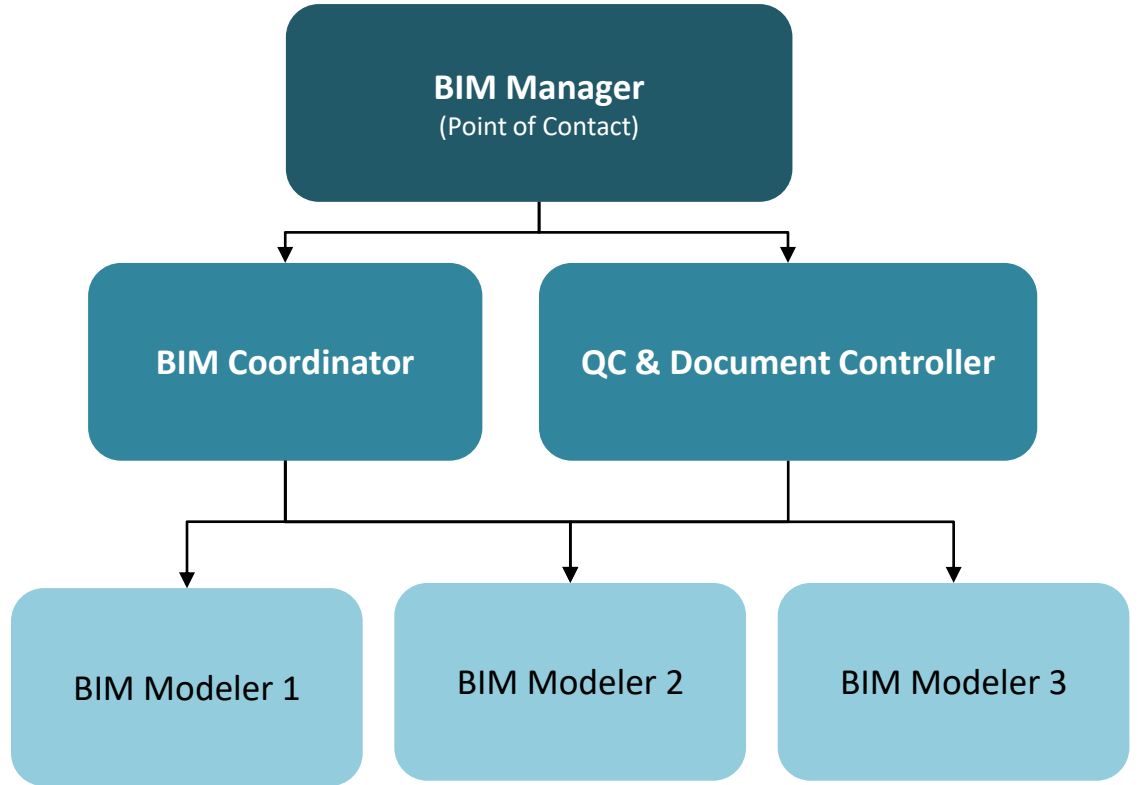 BIM Manager
(Point of Contact)
BIM Coordinator
QC & Document Controller
BIM Modeler 1
BIM Modeler 2
BIM Modeler 3